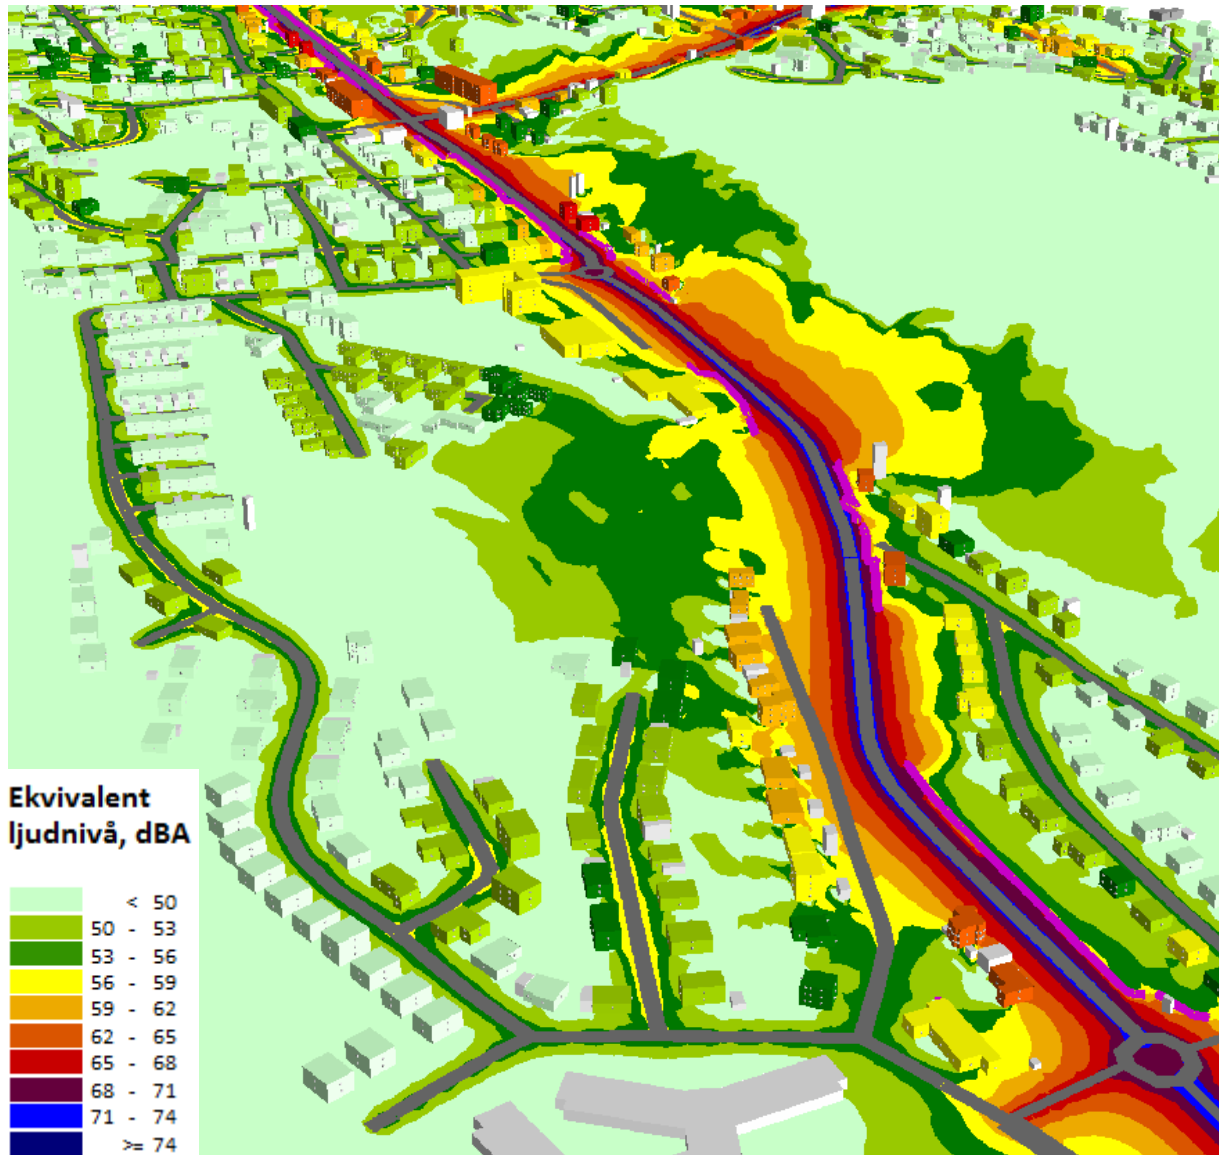 Ekvivalent
ljudnivå, dBA
< 50
50 - 53
53 - 56
56 - 59
59 - 62
62 - 65
65 - 68
68 - 71
71 - 74
>= 74